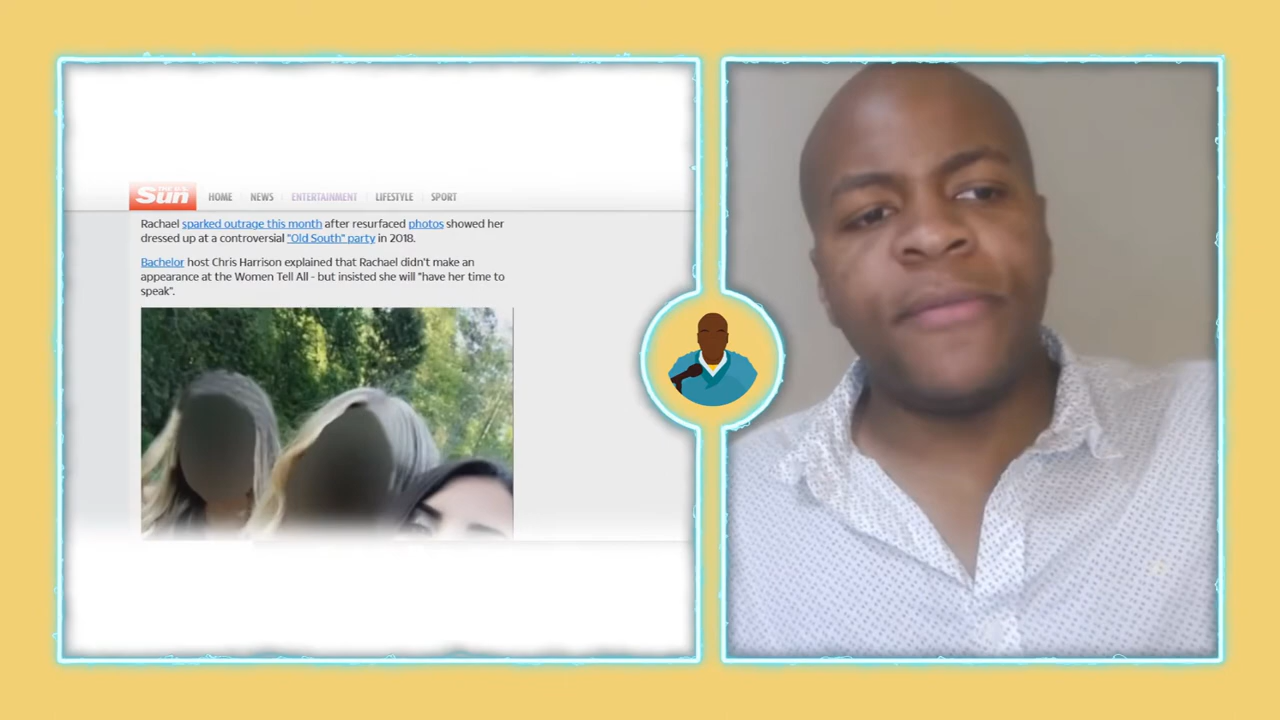 THE U.S.
Sun HOME NEWS ENTERTAINMENT LIFESTYLE SPORT
Rachael sparked outrage this month after resurfaced photos showed her
dressed up at a controversial "Old South" party in 2018.
Bachelor host Chris Harrison explained that Rachael didn't make an
appearance at the Women Tell All - but insisted she will "have her time to
speak".